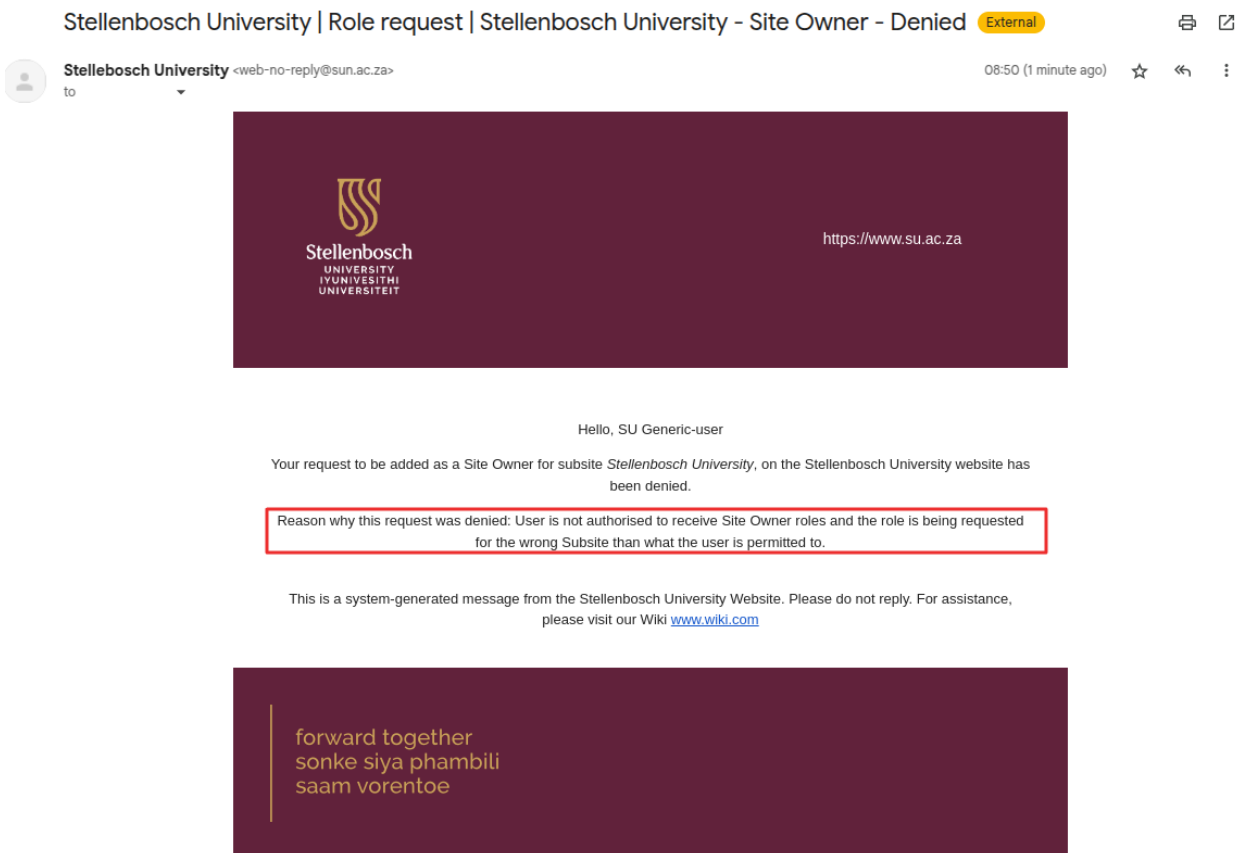 Stellenbosch University | Role request | Stellenbosch University - Site Owner - Denied External
Stellebosch University <web-no-reply@sun.ac.za>
08:50 (1 minute ago)
to
Stellenbosch
UNIVERSITY
IYUNIVESITHI
UNIVERSITEIT
https://www.su.ac.za
Hello, SU Generic-user
Your request to be added as a Site Owner for subsite Stellenbosch University, on the Stellenbosch University website has
been denied.
Reason why this request was denied: User is not authorised to receive Site Owner roles and the role is being requested
for the wrong Subsite than what the user is permitted to.
This is a system-generated message from the Stellenbosch University Website. Please do not reply. For assistance,
please visit our Wiki www.wiki.com
forward together
sonke siya phambili
saam vorentoe